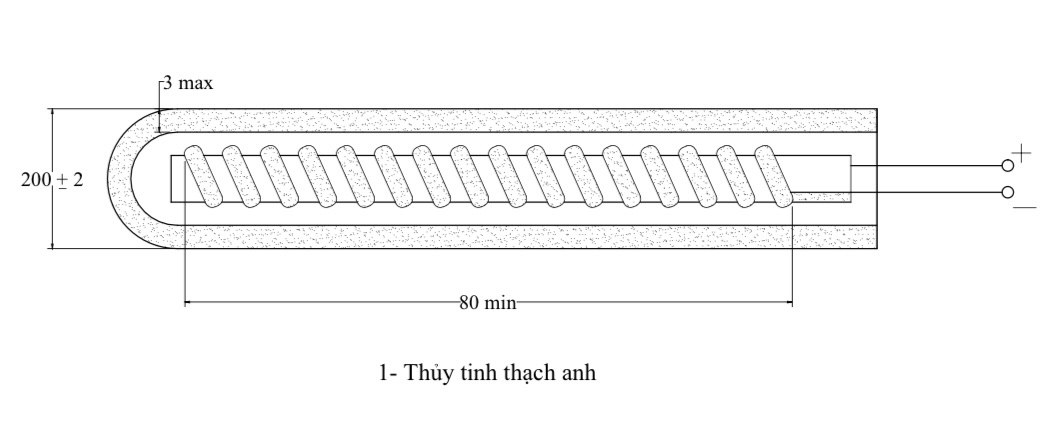 3 max
+
200 ± 2
−
80 min
1- Thủy tinh thạch anh